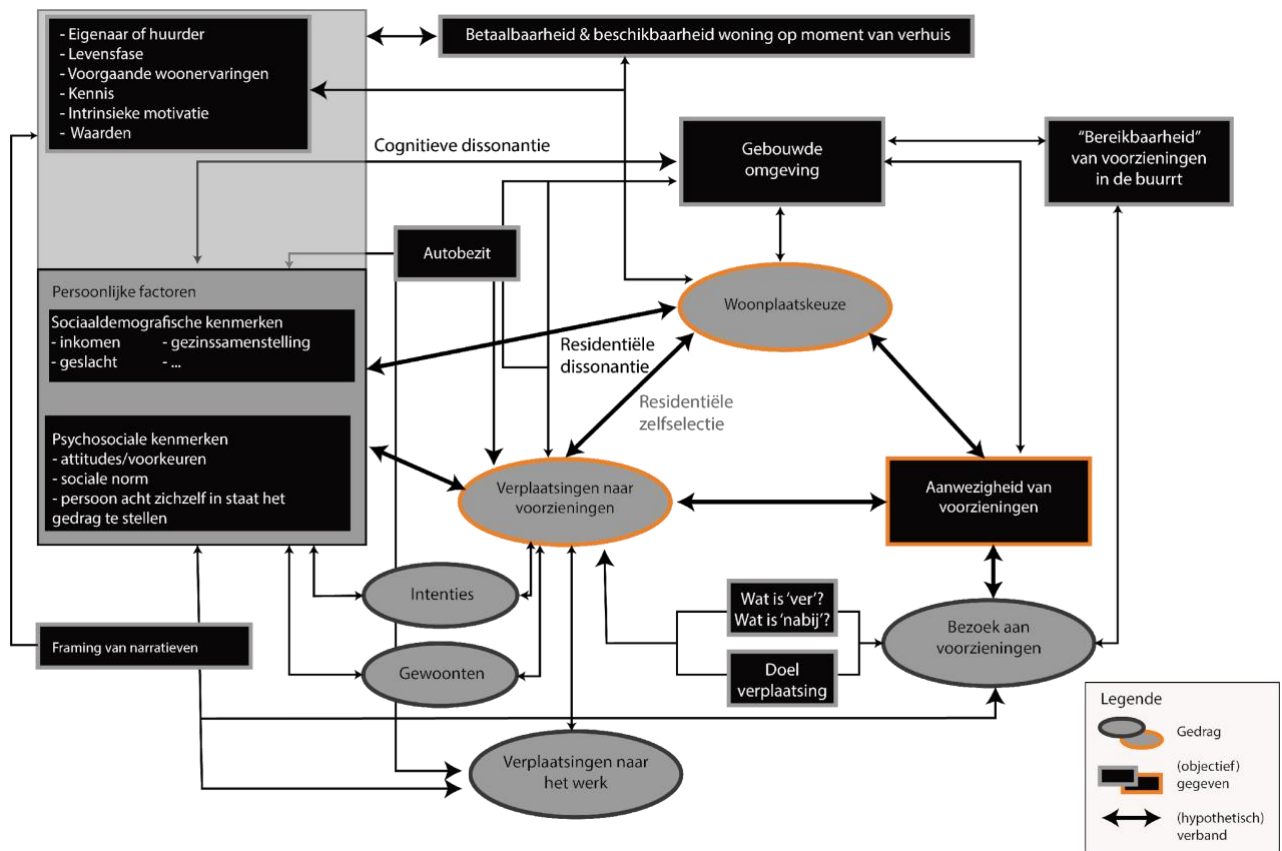 - Eigenaar of huurder
- Levensfase
- Voorgaande woonervaringen
- Kennis
- Intrinsieke motivatie
- Waarden
Betaalbaarheid & beschikbaarheid woning op moment van verhuis
Cognitieve dissonantie
Gebouwde
omgeving
“Bereikbaarheid”
van voorzieningen
in de buurrt
Autobezit
Persoonlijke factoren
Sociaaldemografische kenmerken
- inkomen - gezinssamenstelling
- geslacht - ...
Woonplaatskeuze
Residentiële
dissonantie
Residentiële
zelfselectie
Psychosociale kenmerken
- attitudes/voorkeuren
- sociale norm
- persoon acht zichzelf in staat het
gedrag te stellen
Verplaatsingen naar
voorzieningen
Aanwezigheid van
voorzieningen
Intenties
Wat is ‘ver’?
Wat is ‘nabij’?
Bezoek aan
voorzieningen
Framing van narratieven
Gewoonten
Doel
verplaatsing
Verplaatsingen naar
het werk
Legende
Gedrag
(objectief)
gegeven
(hypothetisch)
verband